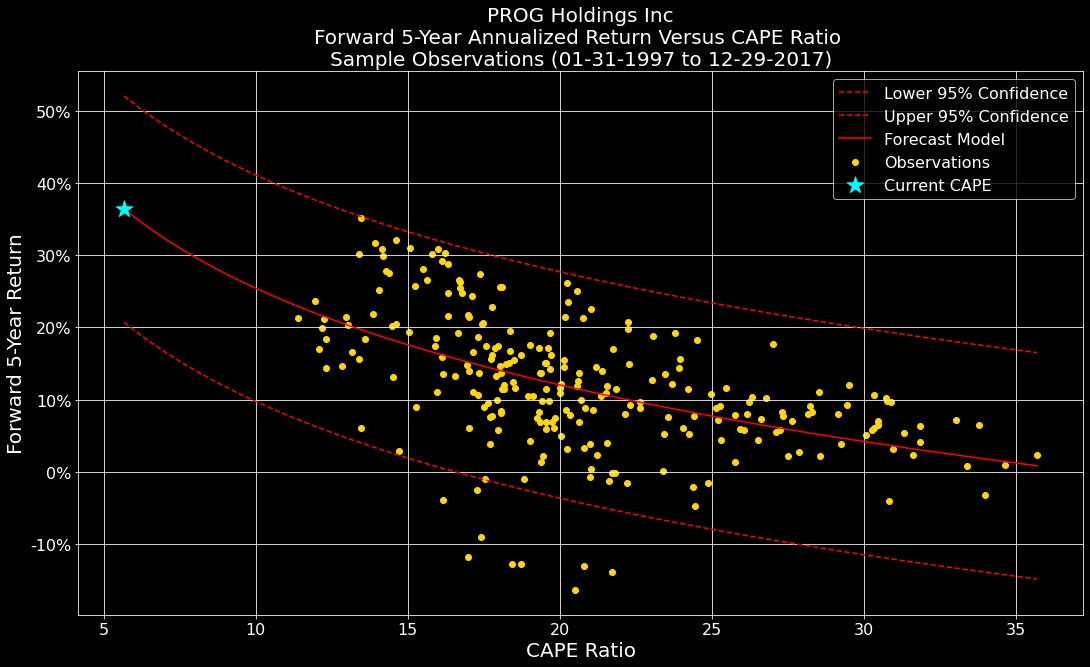 PROG Holdings Inc
Forward 5-Year Annualized Return Versus CAPE Ratio
Sample Observations (01-31-1997 to 12-29-2017)
Lower 95% Confidence
Upper 95% Confidence
Forecast Model
Observations
Current CAPE
Forward 5-Year Return
50%
40%
30%
20%
10%
0%
-10%
5 10 15 20 25 30 35
CAPE Ratio